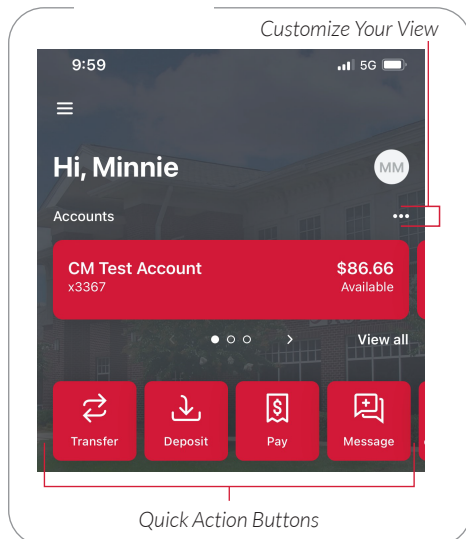 Customize Your View
9:59
5G
Hi, Minnie
MM
Accounts
CM Test Account
$86.66
x3367
Available
View all
Transfer
Deposit
Pay
Message
Quick Action Buttons